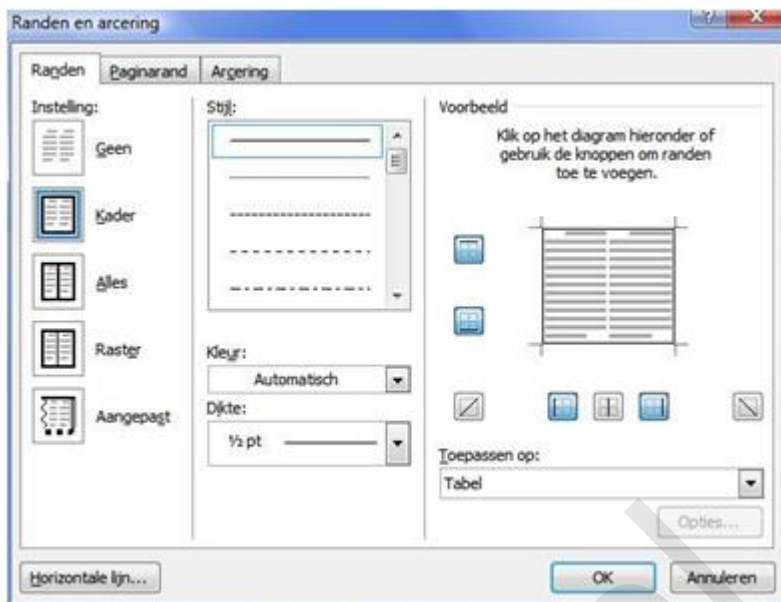 Randen en arcering
Randen
Paginarand
Arcering
Instelling:
Geen
Kader
Alles
Raster
Aangepast
Stijl:
Kleur:
Automatisch
Dikte:
½ pt
Voorbeeld
Klik op het diagram hieronder of
gebruik de knoppen om randen
toe te voegen.
Toepassen op:
Tabel
Opties...
Horizontale lijn...
OK
Annuleren